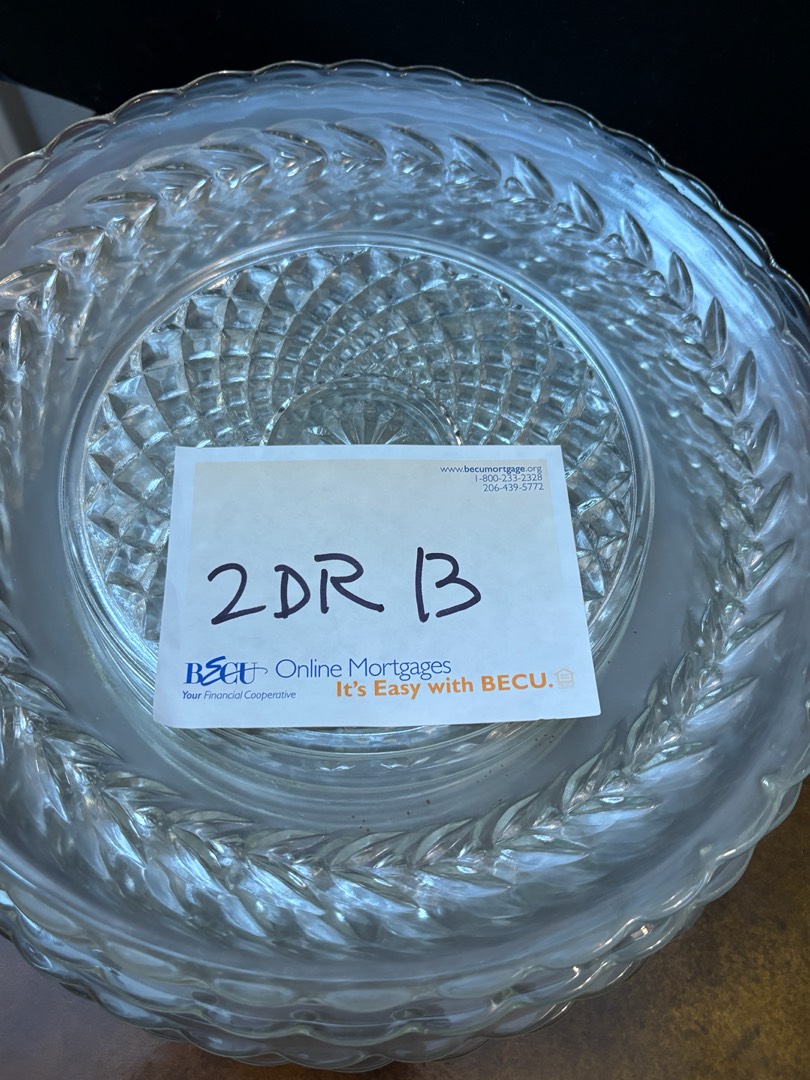 www.becumortgage.org
1-800-233-2328
206-439-5772
2DR B
BECU Online Mortgages
Your Financial Cooperative
It's Easy with BECU.